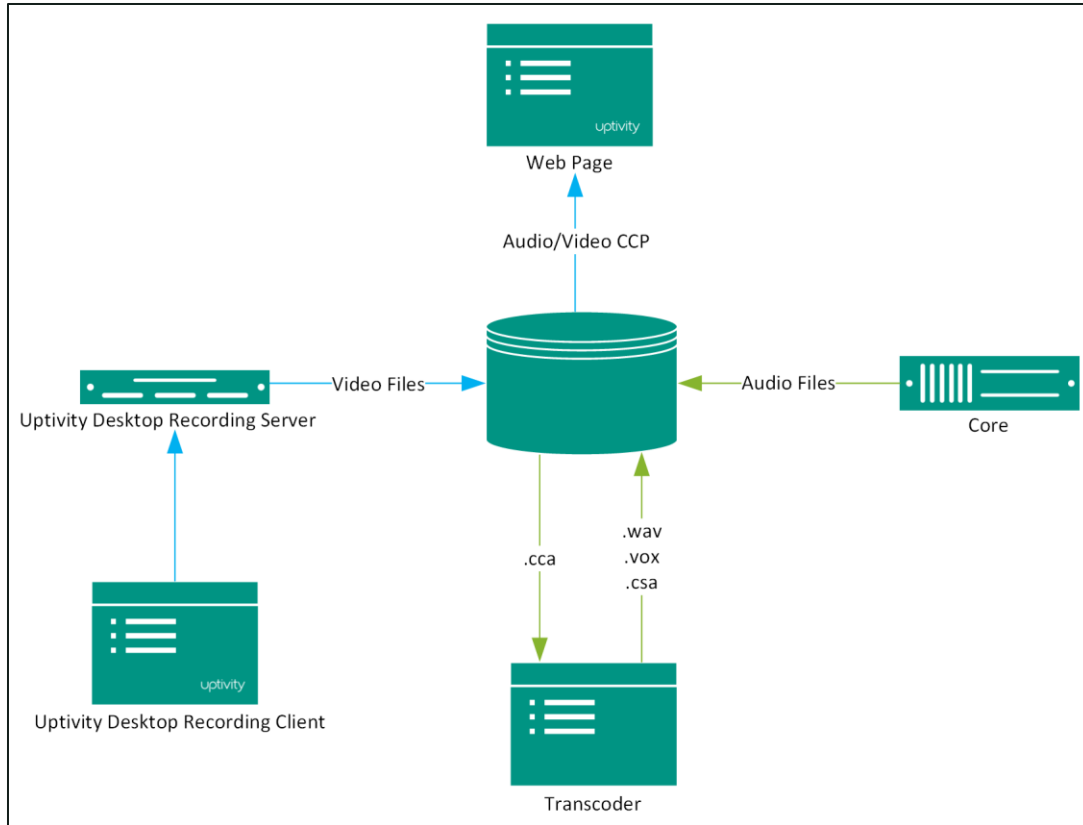 uptivity
Web Page
Audio/Video CCP
Video Files
Audio Files
Uptivity Desktop Recording Server
Core
.cca
.wav
.vox
.csa
uptivity
Uptivity Desktop Recording Client
Transcoder